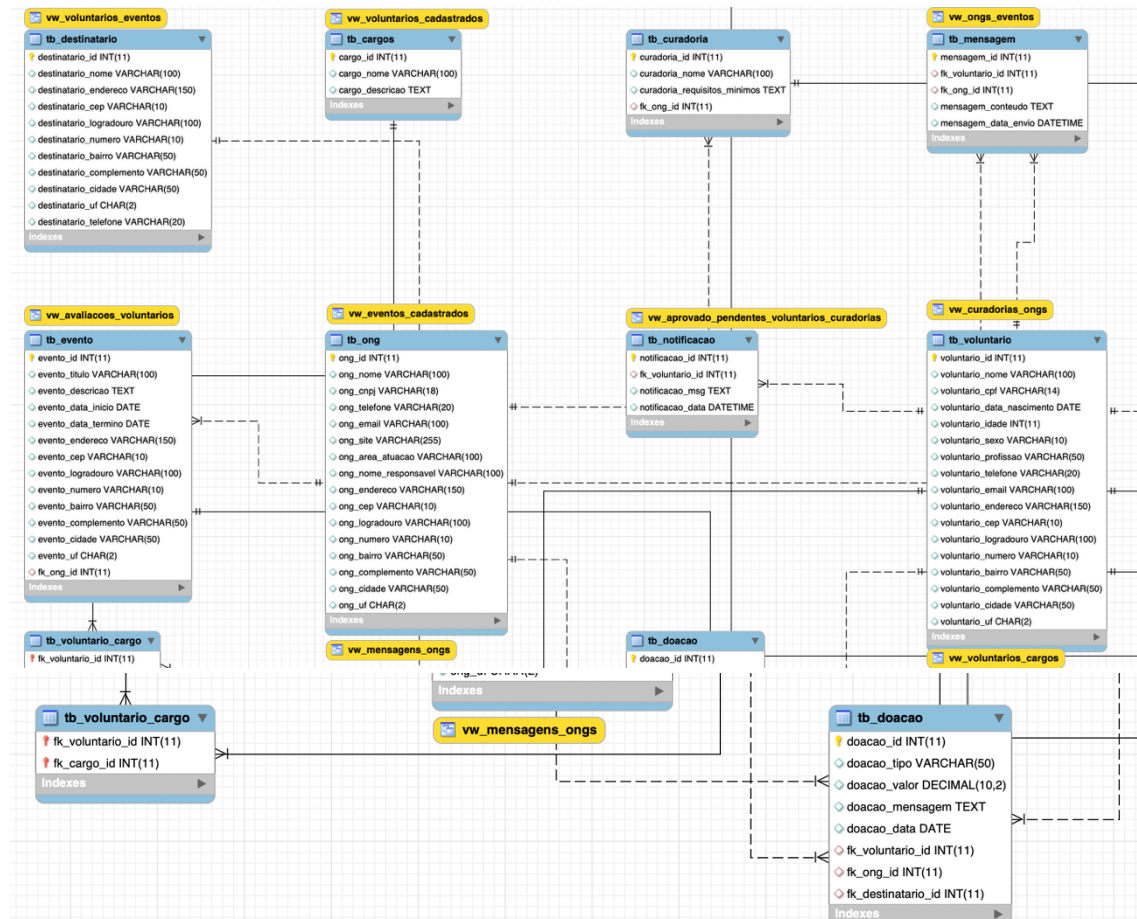 vw_voluntarios_eventos
tb_destinatario
destinatario_id INT(11)
destinatario_nome VARCHAR(100)
destinatario_endereco VARCHAR(150)
destinatario_cep VARCHAR(10)
destinatario_logradouro VARCHAR(100)
destinatario_numero VARCHAR(10)
destinatario_bairro VARCHAR(50)
destinatario_complemento VARCHAR(50)
destinatario_cidade VARCHAR(50)
destinatario_uf CHAR(2)
destinatario_telefone VARCHAR(20)
Indexes
vw_voluntarios_cadastrados
tb_cargos
cargo_id INT(11)
cargo_nome VARCHAR(100)
cargo_descricao TEXT
Indexes
tb_curadoria
curadoria_id INT(11)
curadoria_nome VARCHAR(100)
curadoria_requisitos_minimos TEXT
fk_ong_id INT(11)
Indexes
vw_ongs_eventos
tb_mensagem
mensagem_id INT(11)
fk_voluntario_id INT(11)
fk_ong_id INT(11)
mensagem_conteudo TEXT
mensagem_data_envio DATETIME
Indexes
vw_avaliacoes_voluntarios
tb_evento
evento_id INT(11)
evento_titulo VARCHAR(100)
evento_descricao TEXT
evento_data_inicio DATE
evento_data_termino DATE
evento_endereco VARCHAR(150)
evento_cep VARCHAR(10)
evento_logradouro VARCHAR(100)
evento_numero VARCHAR(10)
evento_bairro VARCHAR(50)
evento_complemento VARCHAR(50)
evento_cidade VARCHAR(50)
evento_uf CHAR(2)
fk_ong_id INT(11)
Indexes
vw_eventos_cadastrados
tb_ong
ong_id INT(11)
ong_nome VARCHAR(100)
ong_cnpj VARCHAR(18)
ong_telefone VARCHAR(20)
ong_email VARCHAR(100)
ong_site VARCHAR(255)
ong_area_atuacao VARCHAR(100)
ong_nome_responsavel VARCHAR(100)
ong_endereco VARCHAR(150)
ong_cep VARCHAR(10)
ong_logradouro VARCHAR(100)
ong_numero VARCHAR(10)
ong_bairro VARCHAR(50)
ong_complemento VARCHAR(50)
ong_cidade VARCHAR(50)
ong_uf CHAR(2)
Indexes
vw_aprovado_pendentes_voluntarios_curadorias
tb_notificacao
notificacao_id INT(11)
fk_voluntario_id INT(11)
notificacao_msg TEXT
notificacao_data DATETIME
Indexes
vw_curadorias_ongs
tb_voluntario
voluntario_id INT(11)
voluntario_nome VARCHAR(100)
voluntario_cpf VARCHAR(14)
voluntario_data_nascimento DATE
voluntario_idade INT(11)
voluntario_sexo VARCHAR(10)
voluntario_profissao VARCHAR(50)
voluntario_telefone VARCHAR(20)
voluntario_email VARCHAR(100)
voluntario_endereco VARCHAR(150)
voluntario_cep VARCHAR(10)
voluntario_logradouro VARCHAR(100)
voluntario_numero VARCHAR(10)
voluntario_bairro VARCHAR(50)
voluntario_complemento VARCHAR(50)
voluntario_cidade VARCHAR(50)
voluntario_uf CHAR(2)
Indexes
tb_voluntario_cargo
fk_voluntario_id INT(11)
vw_mensagens_ongs
tb_doacao
doacao_id INT(11)
vw_voluntarios_cargos
ong_uf CHAR(2)
Indexes
vw_mensagens_ongs
tb_voluntario_cargo
fk_voluntario_id INT(11)
fk_cargo_id INT(11)
Indexes
tb_doacao
doacao_id INT(11)
doacao_tipo VARCHAR(50)
doacao_valor DECIMAL(10,2)
doacao_mensagem TEXT
doacao_data DATE
fk_voluntario_id INT(11)
fk_ong_id INT(11)
fk_destinatario_id INT(11)
Indexes